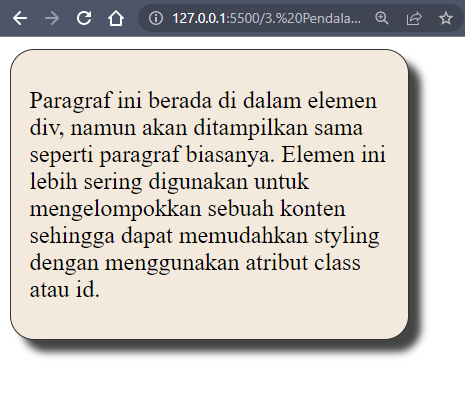 127.0.0.1:5500/3.%20Pendala...
Paragraf ini berada di dalam elemen
div, namun akan ditampilkan sama
seperti paragraf biasanya. Elemen ini
lebih sering digunakan untuk
mengelompokkan sebuah konten
sehingga dapat memudahkan styling
dengan menggunakan atribut class
atau id.